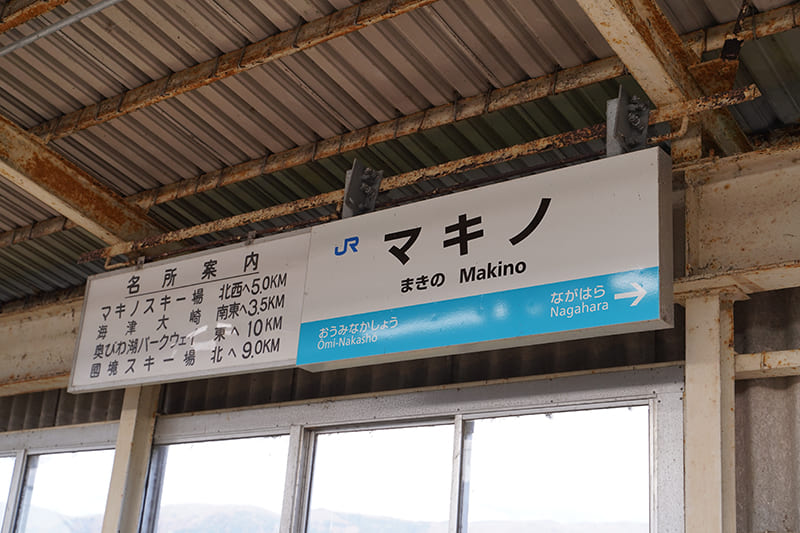 名所案内
マキノスキー場 北西へ5.0KM
海津大崎 南東へ3.5KM
奥びわ湖パークウェイ 東へ10KM
国境スキー場 北へ9.0KM
JR マキノ
まきの Makino
おうみなかしょう
Ōmi-Nakashō
ながはら
Nagahara